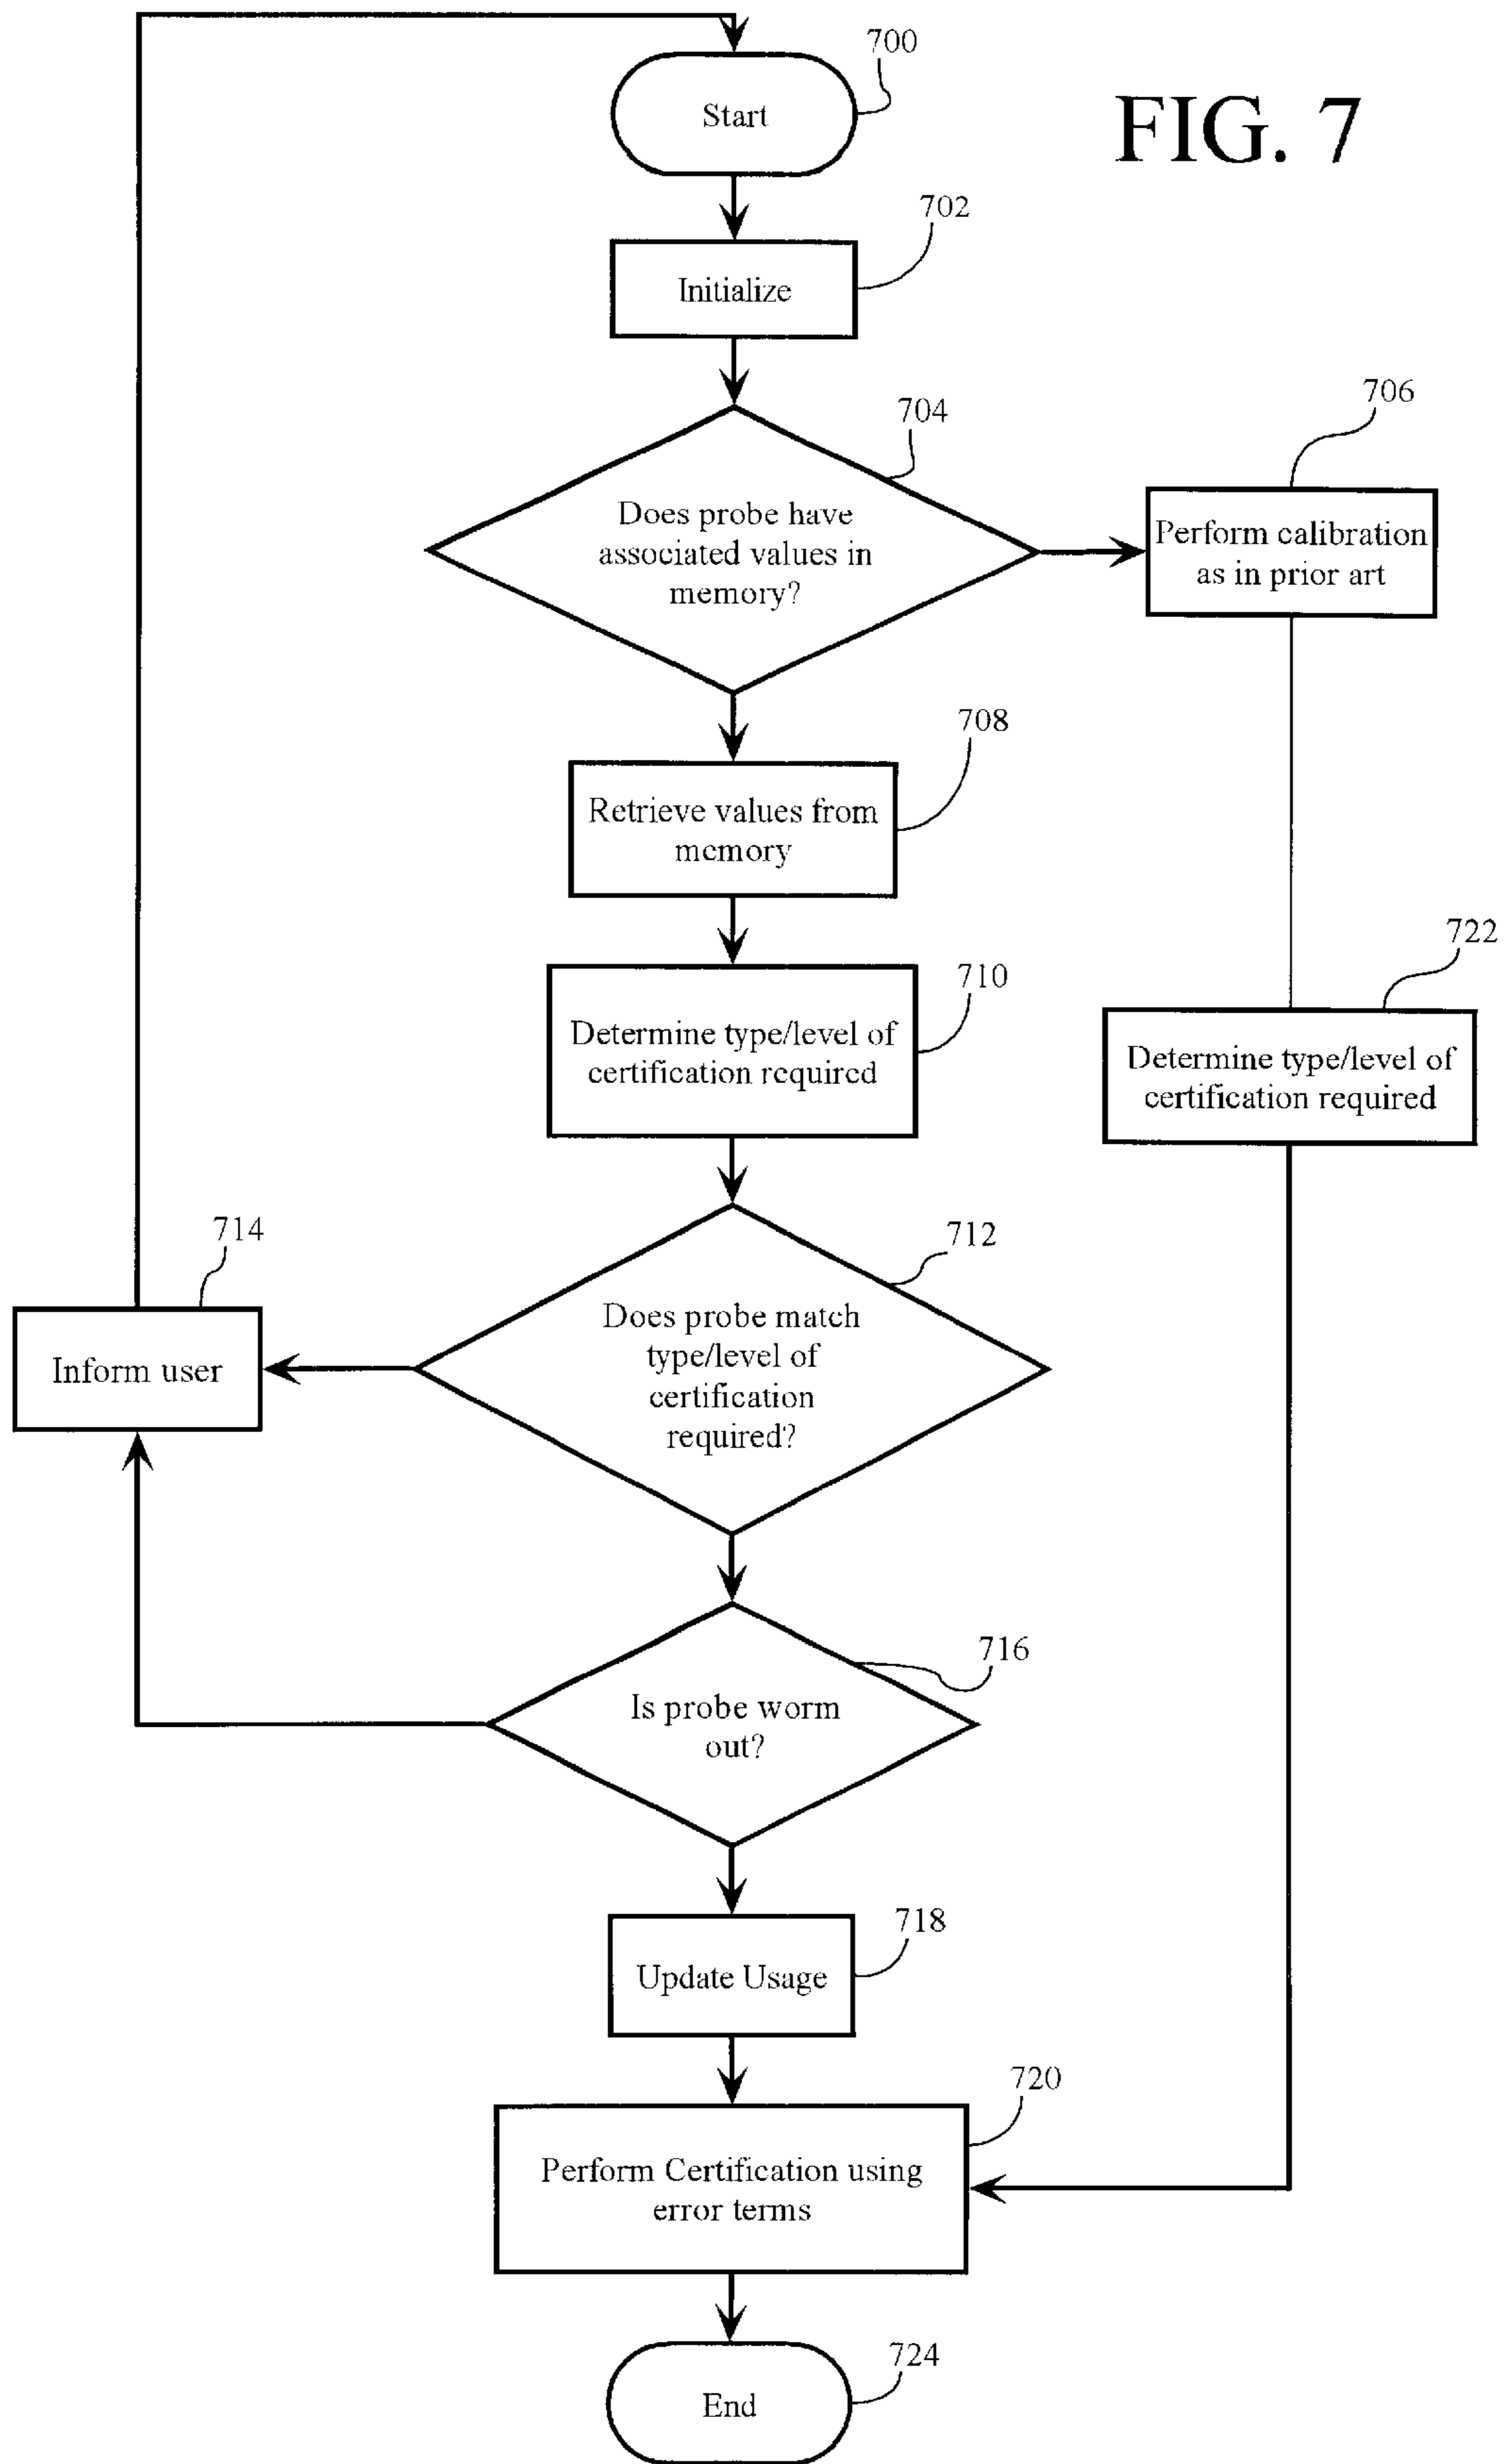 FIG. 7
700
Start
702
Initialize
704
Does probe have
associated values in
memory?
706
Perform calibration
as in prior art
708
Retrieve values from
memory
710
Determine type/level of
certification required
722
Determine type/level of
certification required
712
Does probe match
type/level of
certification
required?
714
Inform user
716
Is probe worm
out?
718
Update Usage
720
Perform Certification using
error terms
724
End